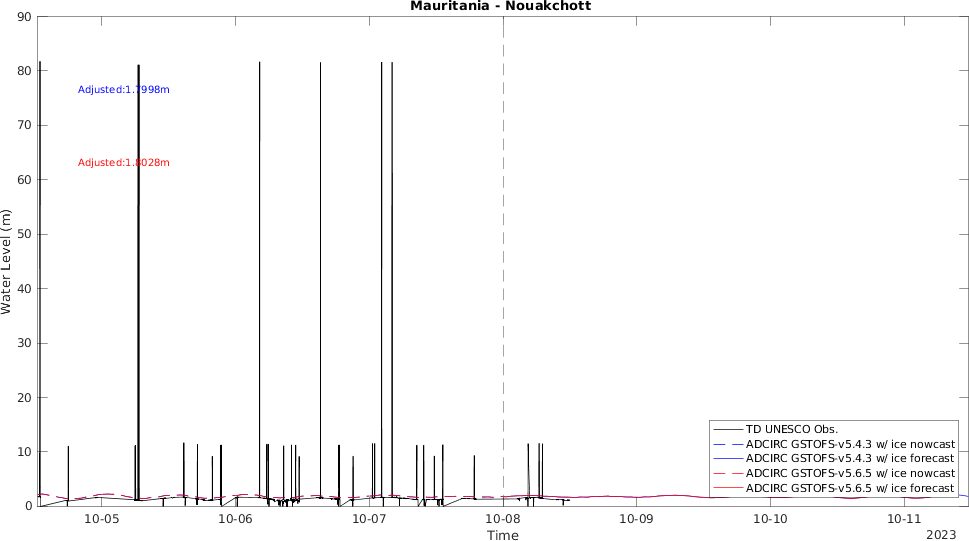 Mauritania - Nouakchott
90
80
70
60
50
40
30
20
10
0
Water Level (m)
Adjusted:1.7998m
Adjusted:1.8028m
TD UNESCO Obs.
ADCIRC GSTOFS-v5.4.3 w/ ice nowcast
ADCIRC GSTOFS-v5.4.3 w/ ice forecast
ADCIRC GSTOFS-v5.6.5 w/ ice nowcast
ADCIRC GSTOFS-v5.6.5 w/ ice forecast
10-05 10-06 10-07 10-08 10-09 10-10 10-11
Time
2023